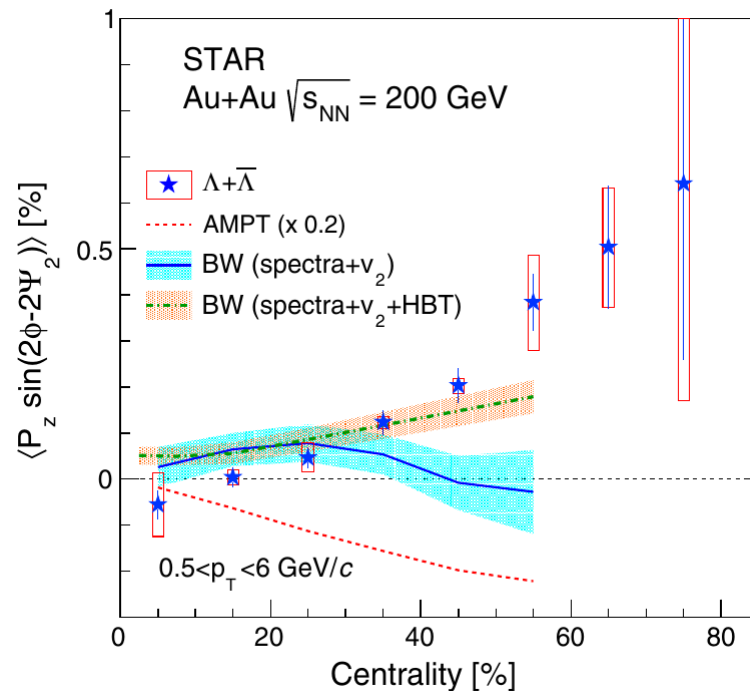 STAR
Au+Au √s_NN = 200 GeV
Λ+Λ̅
AMPT (x 0.2)
BW (spectra+v₂)
BW (spectra+v₂+HBT)
0.5<p_T<6 GeV/c
⟨P_z sin(2ϕ-2Ψ₂)⟩ [%]
1
0.5
0
0 20 40 60 80
Centrality [%]